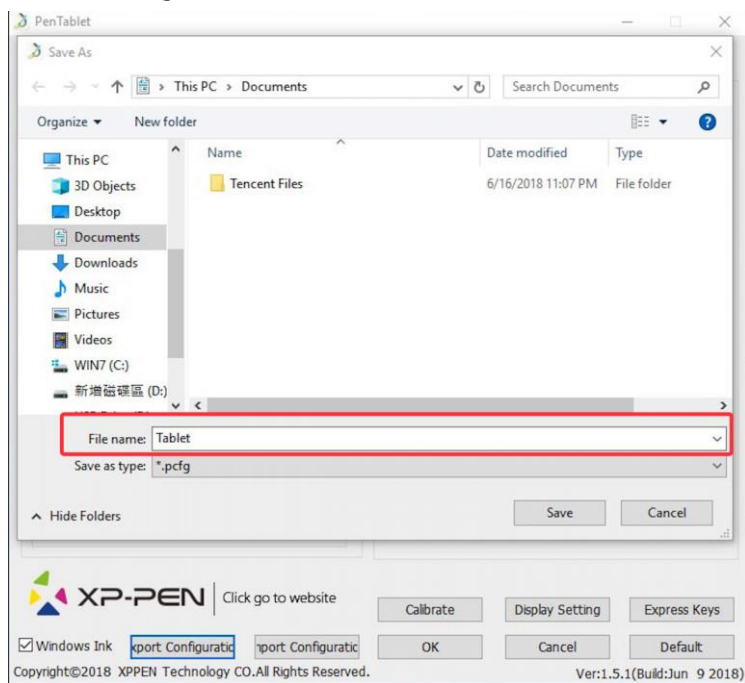 PenTablet
Save As
This PC > Documents
Search Documents
Organize New folder
Name Date modified Type
This PC
3D Objects
Desktop
Documents
Downloads
Music
Pictures
Videos
WIN7 (C:)
新增磁碟區 (D:)
Tencent Files 6/16/2018 11:07 PM File folder
File name: Tablet
Save as type: *.pcfg
Hide Folders Save Cancel
XP-PEN Click go to website
Calibrate Display Setting Express Keys
Windows Ink xport Configuratic nport Configuratic OK Cancel Default
Copyright©2018 XPPEN Technology CO.All Rights Reserved. Ver:1.5.1(Build:Jun 9 2018)